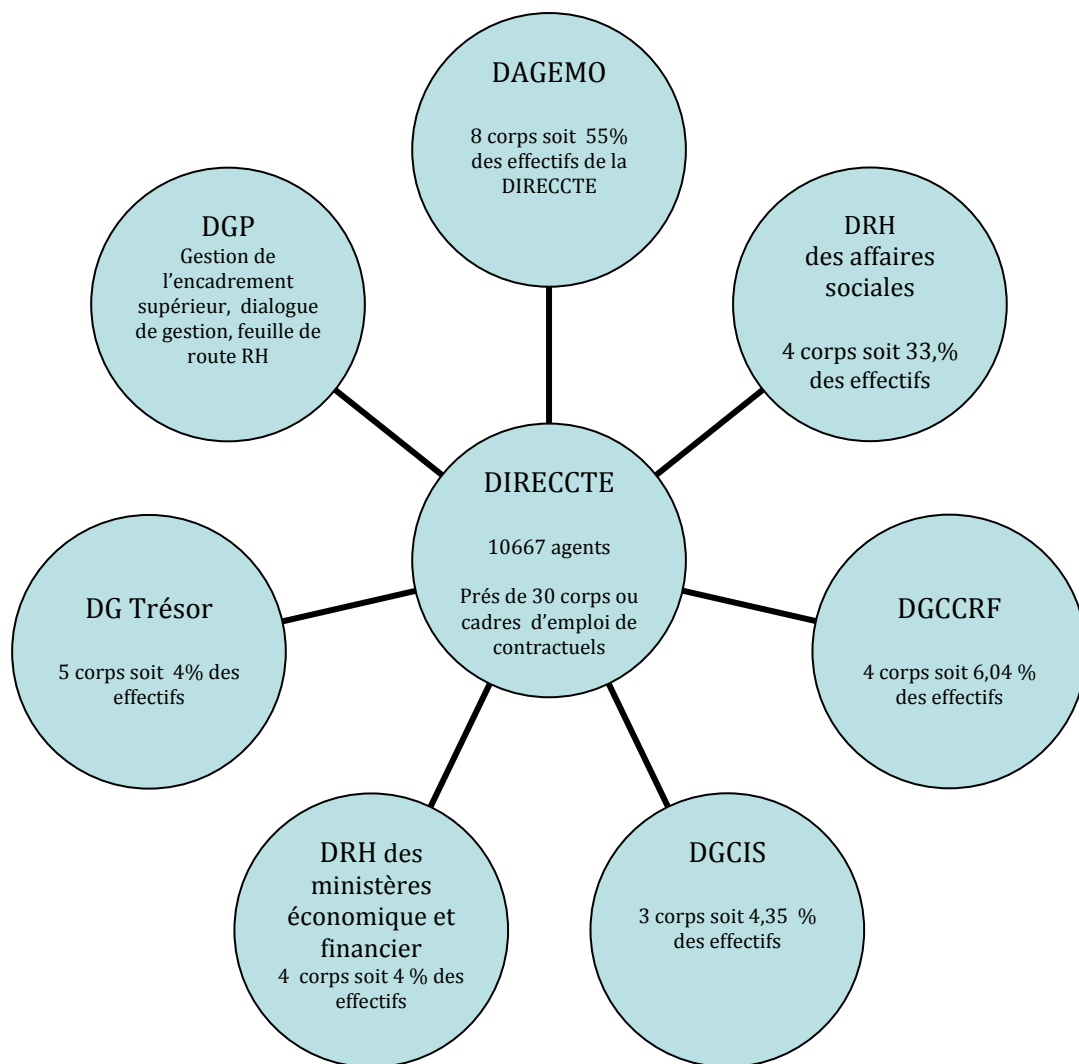 DAGEMO
8 corps soit 55%
des effectifs de la
DIRECCTE
DGP
Gestion de
l’encadrement
supérieur, dialogue
de gestion, feuille de
route RH
DRH
des affaires
sociales
4 corps soit 33,%
des effectifs
DIRECCTE
10667 agents
Prés de 30 corps ou
cadres d’emploi de
contractuels
DG Trésor
5 corps soit 4% des
effectifs
DGCCRF
4 corps soit 6,04 %
des effectifs
DRH des
ministères
économique et
financier
4 corps soit 4 % des
effectifs
DGCIS
3 corps soit 4,35 %
des effectifs